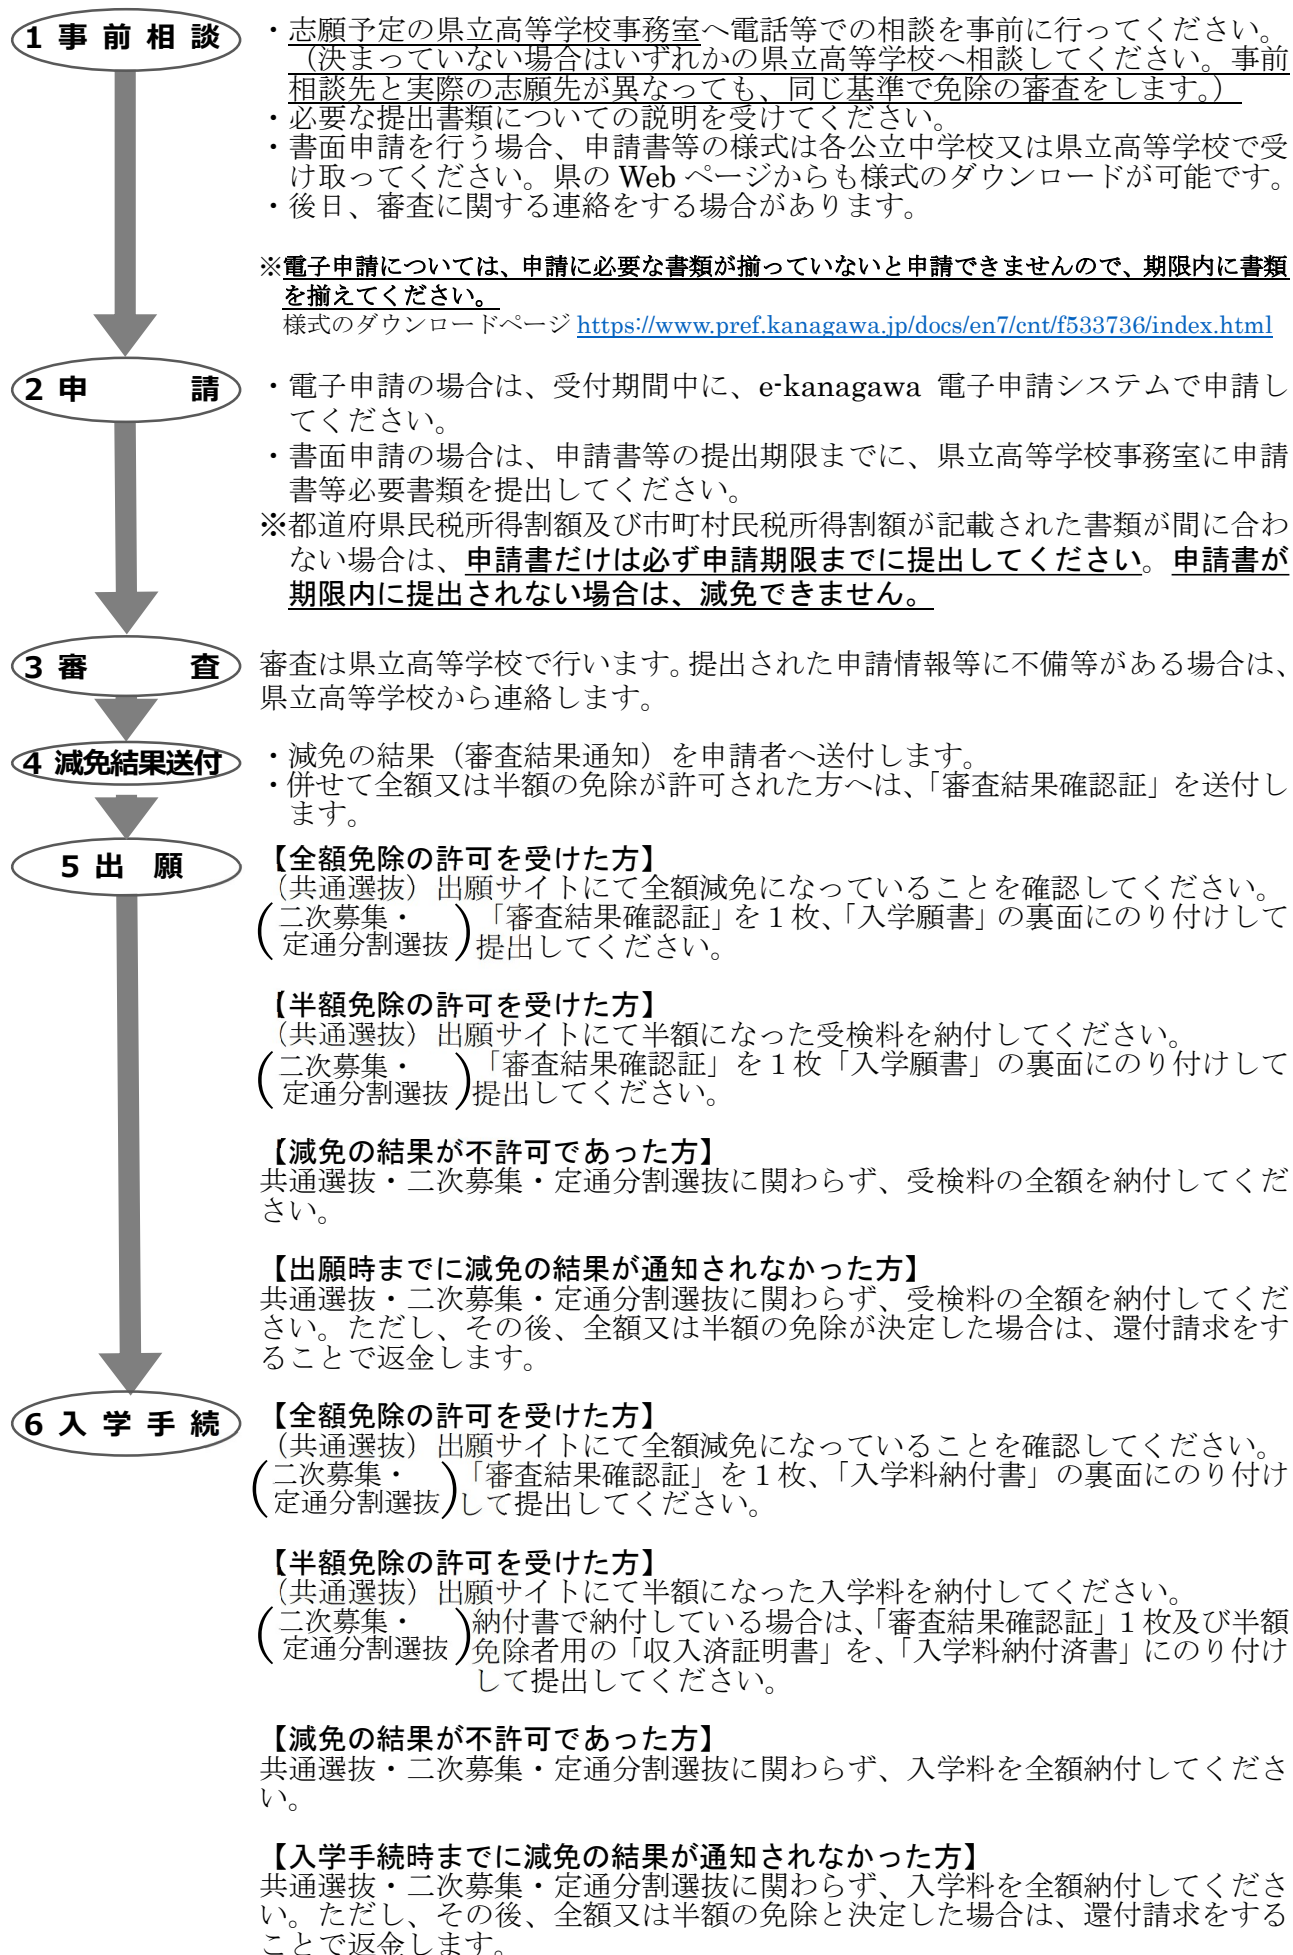 1 事 前 相 談
・志願予定の県立高等学校事務室へ電話等での相談を事前に行ってください。
（決まっていない場合はいずれかの県立高等学校へ相談してください。事前
相談先と実際の志願先が異なっても、同じ基準で免除の審査をします。）
・必要な提出書類についての説明を受けてください。
・書面申請を行う場合、申請書等の様式は各公立中学校又は県立高等学校で受
け取ってください。県の Web ページからも様式のダウンロードが可能です。
・後日、審査に関する連絡をする場合があります。
※電子申請については、申請に必要な書類が揃っていないと申請できませんので、期限内に書類
を揃えてください。
様式のダウンロードページ https://www.pref.kanagawa.jp/docs/en7/cnt/f533736/index.html
2 申 請
・電子申請の場合は、受付期間中に、e-kanagawa 電子申請システムで申請し
てください。
・書面申請の場合は、申請書等の提出期限までに、県立高等学校事務室に申請
書等必要書類を提出してください。
※都道府県民税所得割額及び市町村民税所得割額が記載された書類が間に合わ
ない場合は、申請書だけは必ず申請期限までに提出してください。申請書が
期限内に提出されない場合は、減免できません。
3 審 査
審査は県立高等学校で行います。提出された申請情報等に不備等がある場合は、
県立高等学校から連絡します。
4 減免結果送付
・減免の結果（審査結果通知）を申請者へ送付します。
・併せて全額又は半額の免除が許可された方へは、「審査結果確認証」を送付し
ます。
5 出 願
【全額免除の許可を受けた方】
（共通選抜）出願サイトにて全額減免になっていることを確認してください。
（二次募集・定通分割選抜）「審査結果確認証」を１枚、「入学願書」の裏面にのり付けして
提出してください。
【半額免除の許可を受けた方】
（共通選抜）出願サイトにて半額になった受検料を納付してください。
（二次募集・定通分割選抜）「審査結果確認証」を１枚「入学願書」の裏面にのり付けして
提出してください。
【減免の結果が不許可であった方】
共通選抜・二次募集・定通分割選抜に関わらず、受検料の全額を納付してくだ
さい。
【出願時までに減免の結果が通知されなかった方】
共通選抜・二次募集・定通分割選抜に関わらず、受検料の全額を納付してくだ
さい。ただし、その後、全額又は半額の免除が決定した場合は、還付請求をす
ることで返金します。
6 入 学 手 続
【全額免除の許可を受けた方】
（共通選抜）出願サイトにて全額減免になっていることを確認してください。
（二次募集・定通分割選抜）「審査結果確認証」を１枚、「入学料納付書」の裏面にのり付け
して提出してください。
【半額免除の許可を受けた方】
（共通選抜）出願サイトにて半額になった入学料を納付してください。
（二次募集・定通分割選抜）納付書で納付している場合は、「審査結果確認証」１枚及び半額
免除者用の「収入済証明書」を、「入学料納付済書」にのり付け
して提出してください。
【減免の結果が不許可であった方】
共通選抜・二次募集・定通分割選抜に関わらず、入学料を全額納付してくださ
い。
【入学手続時までに減免の結果が通知されなかった方】
共通選抜・二次募集・定通分割選抜に関わらず、入学料を全額納付してくださ
い。ただし、その後、全額又は半額の免除と決定した場合は、還付請求をする
ことで返金します。